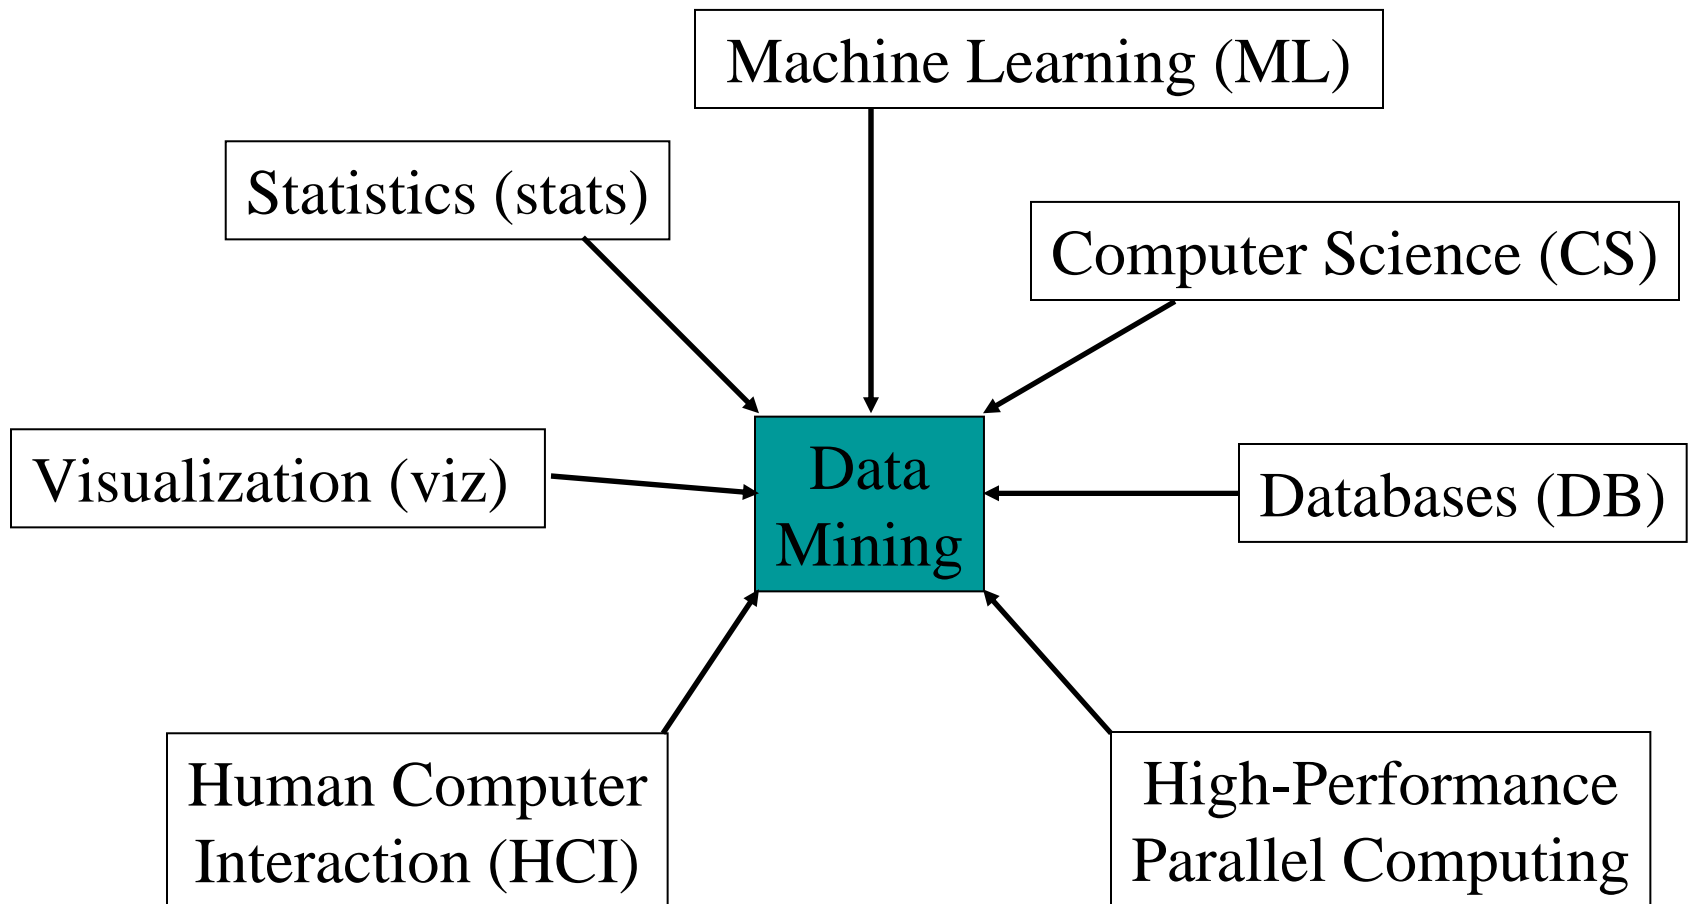 Machine Learning (ML)
Statistics (stats)
Computer Science (CS)
Visualization (viz)
Data
Mining
Databases (DB)
Human Computer
Interaction (HCI)
High-Performance
Parallel Computing